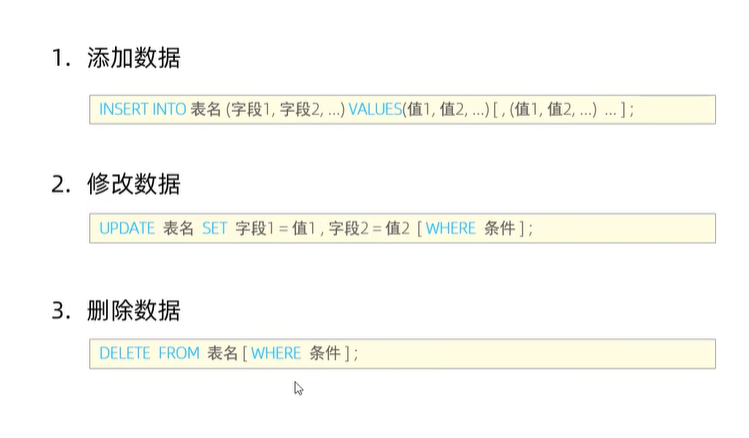 1. 添加数据
INSERT INTO 表名 (字段1, 字段2, ...) VALUES(值1, 值2, ...) [ , (值1, 值2, ...) ... ] ;
2. 修改数据
UPDATE 表名 SET 字段1 = 值1 , 字段2 = 值2 [ WHERE 条件 ] ;
3. 删除数据
DELETE FROM 表名 [ WHERE 条件 ] ;